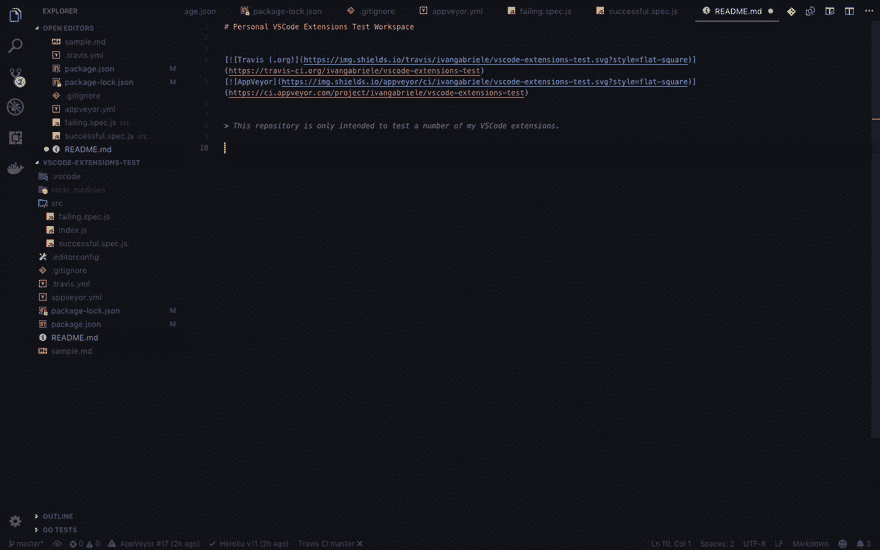 EXPLORER
age.json
package-lock.json
.gitignore
appveyor.yml
failing.spec.js
successful.spec.js
README.md
OPEN EDITORS
sample.md
.travis.yml
package.json M
package-lock.json M
.gitignore
appveyor.yml
failing.spec.js src
successful.spec.js src
README.md
VSCODE-EXTENSIONS-TEST
.vscode
node_modules
src
failing.spec.js
index.js
successful.spec.js
.editorconfig
.gitignore
.travis.yml
appveyor.yml
package-lock.json M
package.json M
README.md
sample.md
OUTLINE
GO TESTS
# Personal VSCode Extensions Test Workspace
[![Travis (.org)](https://img.shields.io/travis/ivangabriele/vscode-extensions-test.svg?style=flat-square)]
(https://travis-ci.org/ivangabriele/vscode-extensions-test)
[![AppVeyor](https://img.shields.io/appveyor/ci/ivangabriele/vscode-extensions-test.svg?style=flat-square)]
(https://ci.appveyor.com/project/ivangabriele/vscode-extensions-test)
> This repository is only intended to test a number of my VSCode extensions.
10
master* 0 0 AppVeyor #17 (2h ago) Heroku v11 (2h ago) Travis CI master Ln 10, Col 1 Spaces: 2 UTF-8 LF Markdown 3